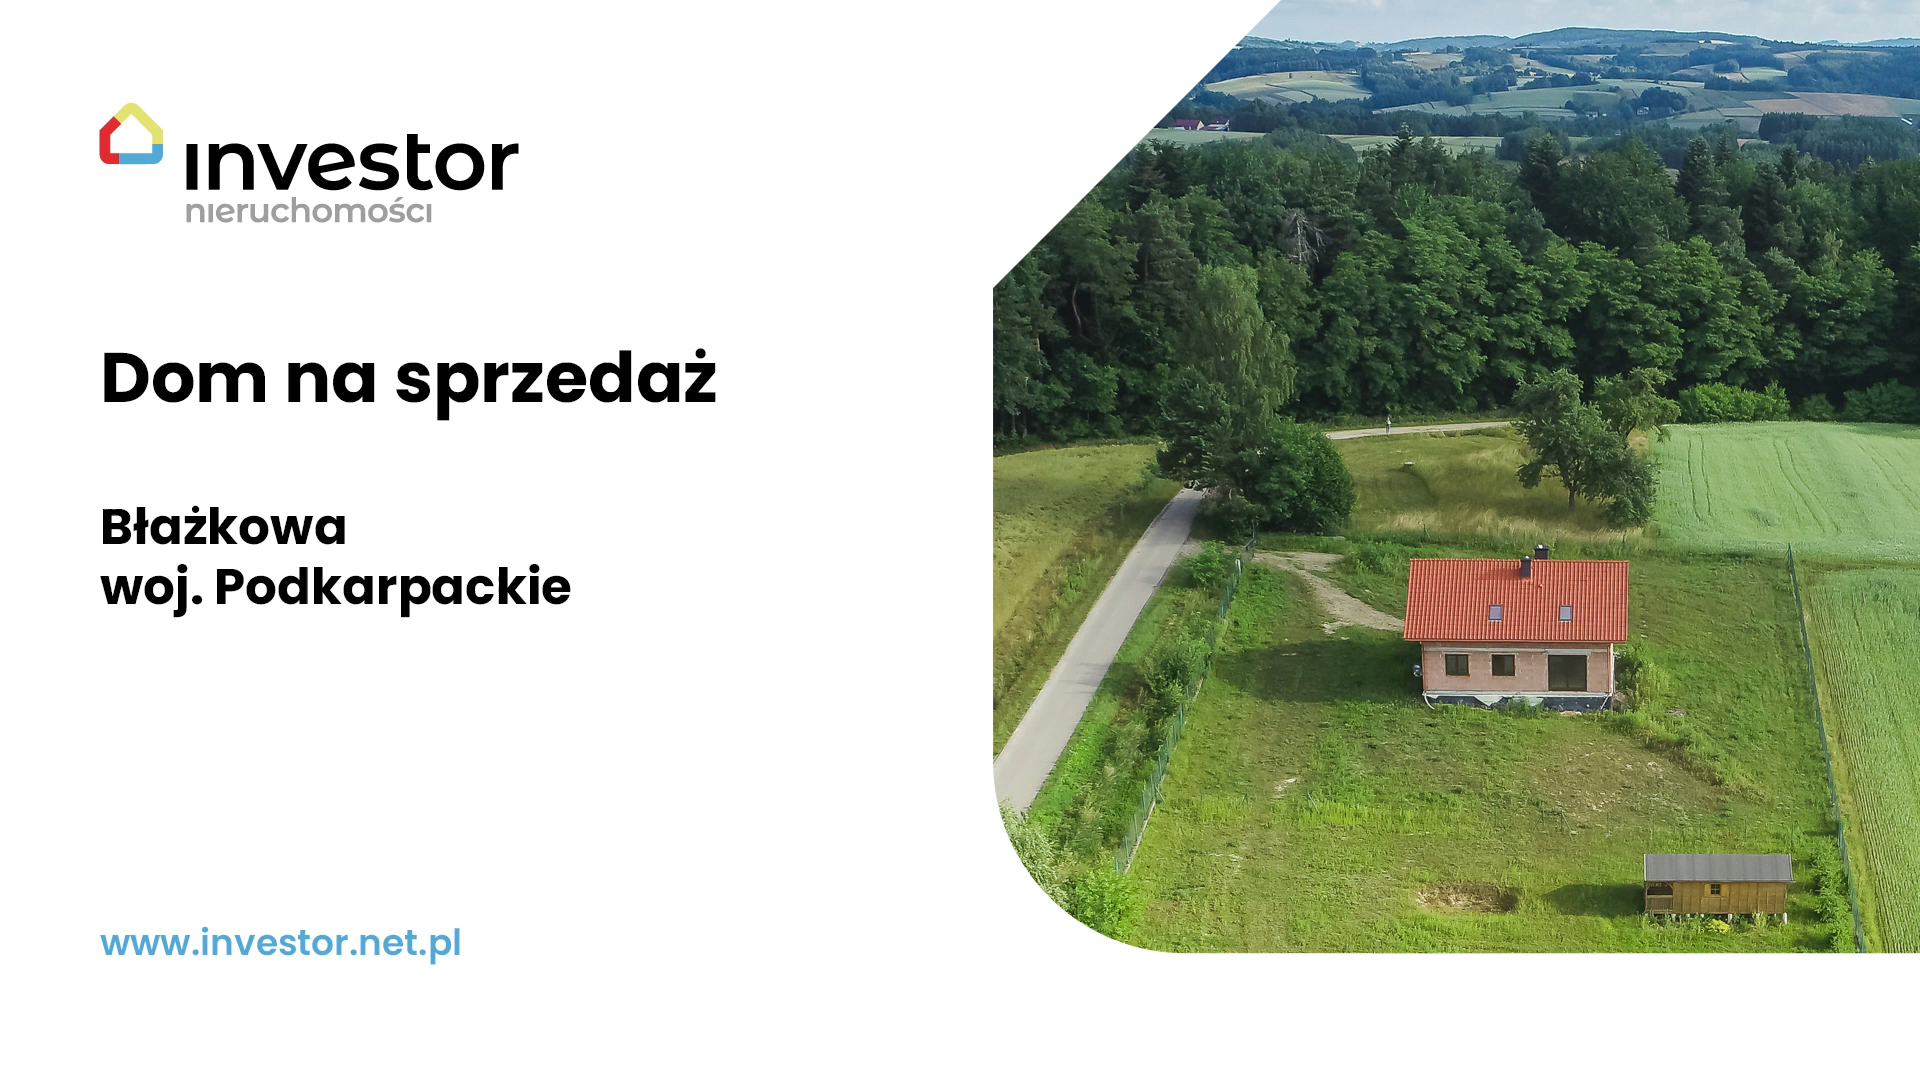 investor
nieruchomości
Dom na sprzedaż
Błażkowa
woj. Podkarpackie
www.investor.net.pl